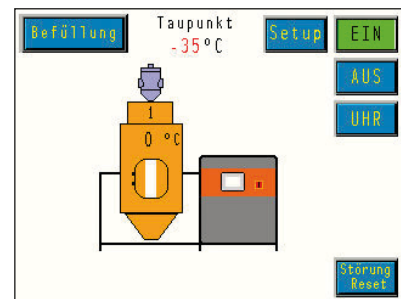 Befüllung
Taupunkt
-35°C
Setup
EIN
AUS
UHR
1
0 °C
Störung
Reset